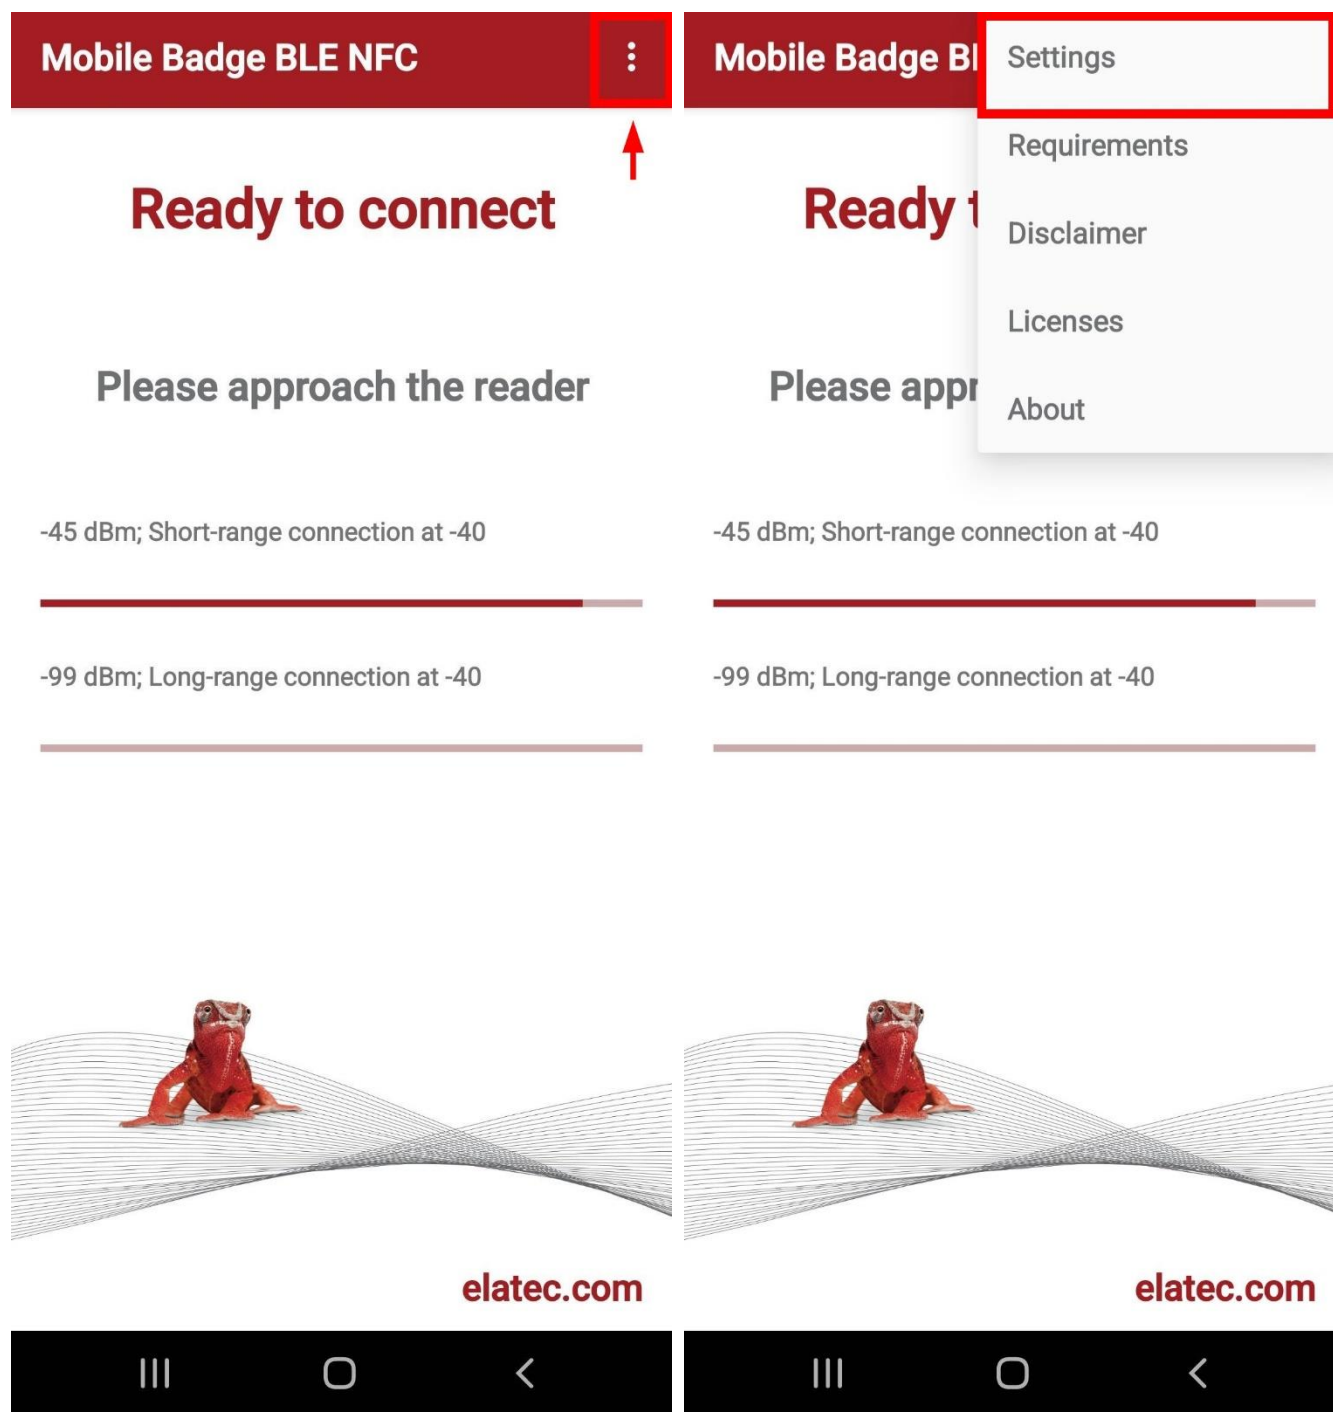 Mobile Badge BLE NFC
Ready to connect
Please approach the reader
-45 dBm; Short-range connection at -40
-99 dBm; Long-range connection at -40
elatec.com
Mobile Badge Bl
Settings
Requirements
Disclaimer
Licenses
About
Ready t
Please appr
-45 dBm; Short-range connection at -40
-99 dBm; Long-range connection at -40
elatec.com